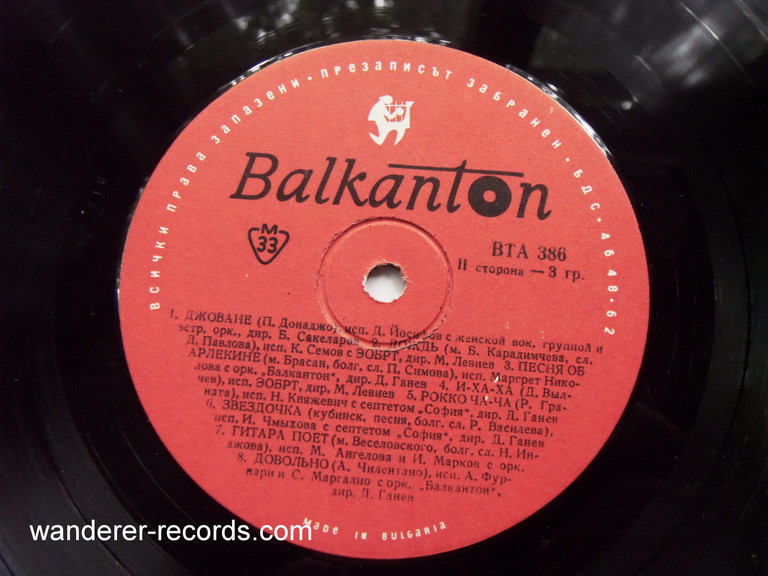 ВСИЧКИ ПРАВА ЗАПАЗЕНИ · ПРЕЗАПИСЪТ ЗАБРАНЕН · БДС · 46 48 · 62
Balkanton
M
33
ВТА 386
II сторона — 3 гр.
1. ДЖОВАНЕ (П. Донаджо), исп. Д. Йосифов с женской вок. группой и
эстр. орк., дир. Б. Сакеларов 2. ДОЖДЬ (м. Б. Карадимчева, сл.
Д. Павлова), исп. К. Семов с ЭОБРТ, дир. М. Левиев 3. ПЕСНЯ ОБ
АРЛЕКИНЕ (м. Брасан, болг. сл. П. Симова), исп. Маргрет Нико-
лова с орк. „Балкантон", дир. Д. Ганев 4. И-ХА-ХА (Д. Выл-
чев), исп. ЭОБРТ, дир. М. Левиев 5. РОККО ЧА-ЧА (Р. Гра-
ната), исп. Н. Княжевич с септетом „София", дир. Д. Ганев
6. ЗВЕЗДОЧКА (кубинск. песня, болг. сл. Р. Василева),
исп. И. Чмыхова с септетом „София", дир. Д. Ганев
7. ГИТАРА ПОЕТ (м. Веселовского, болг. сл. Н. Ин-
джова), исп. М. Ангелова и И. Марков с орк.
8. ДОВОЛЬНО (А. Чилентано), исп. А. Фур-
нари и С. Маргалио с орк. „Балкантон",
дир. Д. Ганев
MADE IN BULGARIA
wanderer-records.com